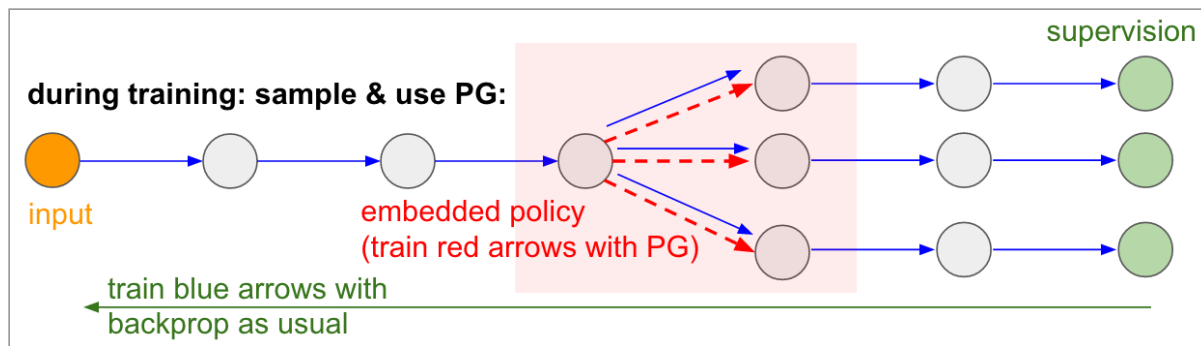 supervision
during training: sample & use PG:
input
embedded policy
(train red arrows with PG)
train blue arrows with
backprop as usual